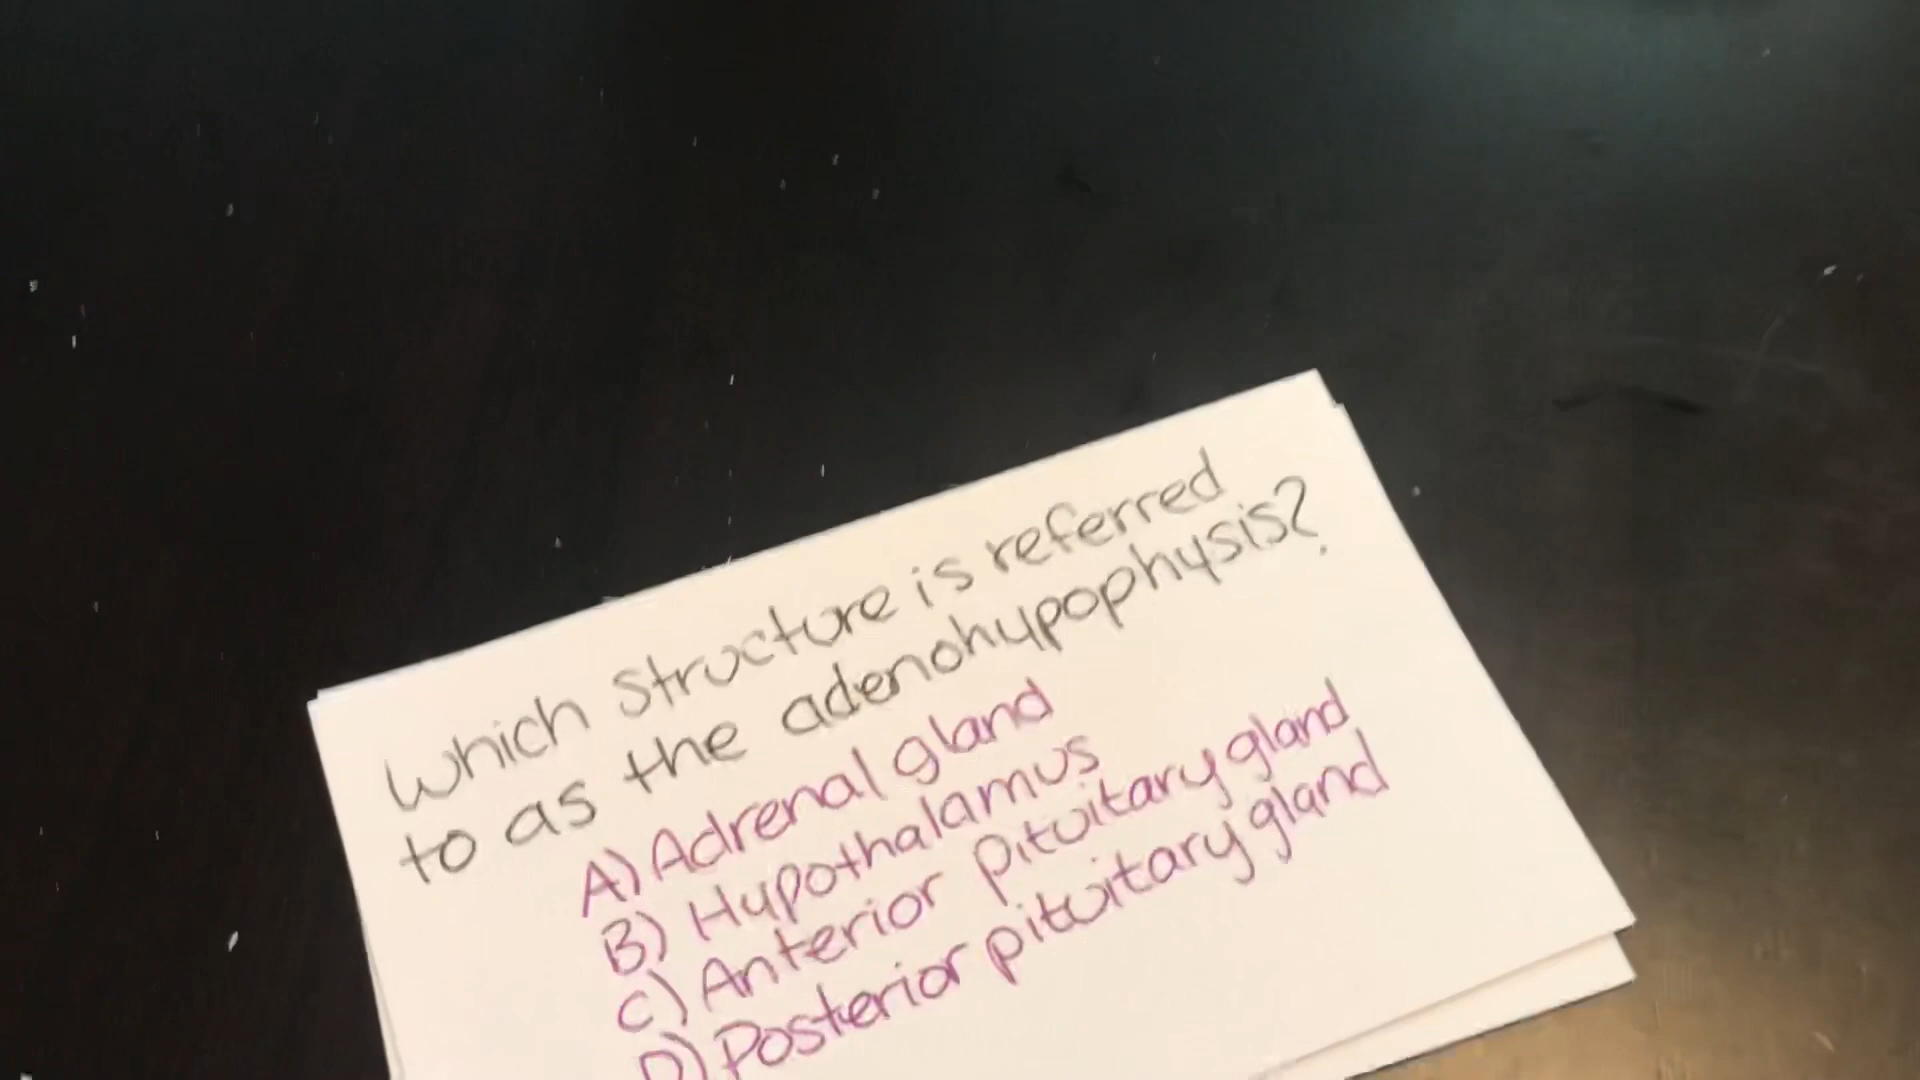 Which structure is referred
to as the adenohypophysis?
A) Adrenal gland
B) Hypothalamus
C) Anterior pituitary gland
D) Posterior pituitary gland